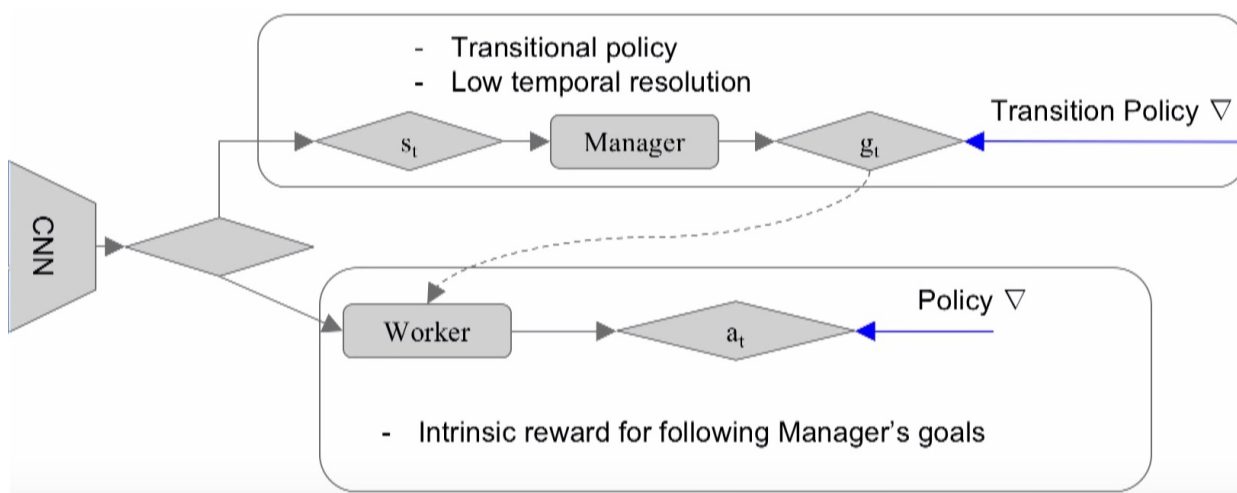 - Transitional policy
- Low temporal resolution
Transition Policy ▽
sₜ
Manager
gₜ
CNN
Policy ▽
Worker
aₜ
- Intrinsic reward for following Manager's goals